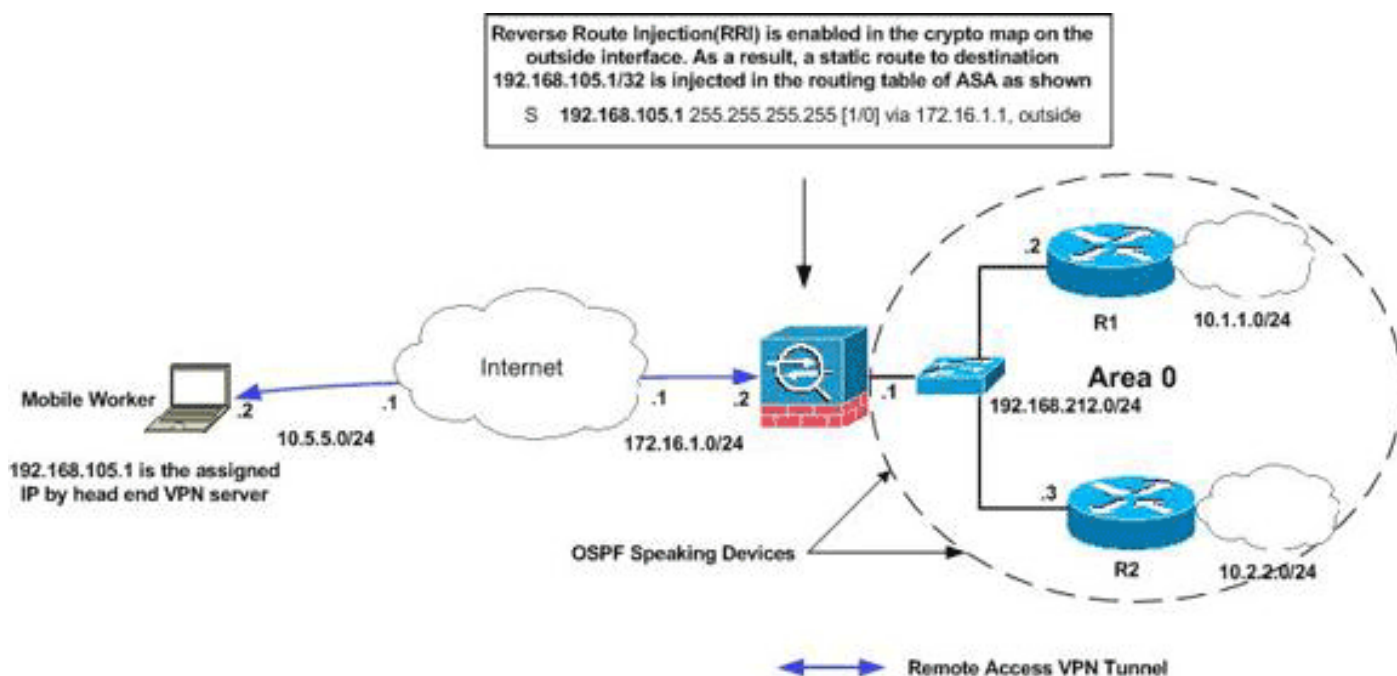 Reverse Route Injection(RRI) is enabled in the crypto map on the
outside interface. As a result, a static route to destination
192.168.105.1/32 is injected in the routing table of ASA as shown
S 192.168.105.1 255.255.255.255 [1/0] via 172.16.1.1, outside
.2
R1
10.1.1.0/24
Internet
Area 0
Mobile Worker
.2
.1
.1
.2
.1
192.168.212.0/24
10.5.5.0/24
172.16.1.0/24
192.168.105.1 is the assigned
IP by head end VPN server
.3
OSPF Speaking Devices
R2
10.2.2.0/24
Remote Access VPN Tunnel